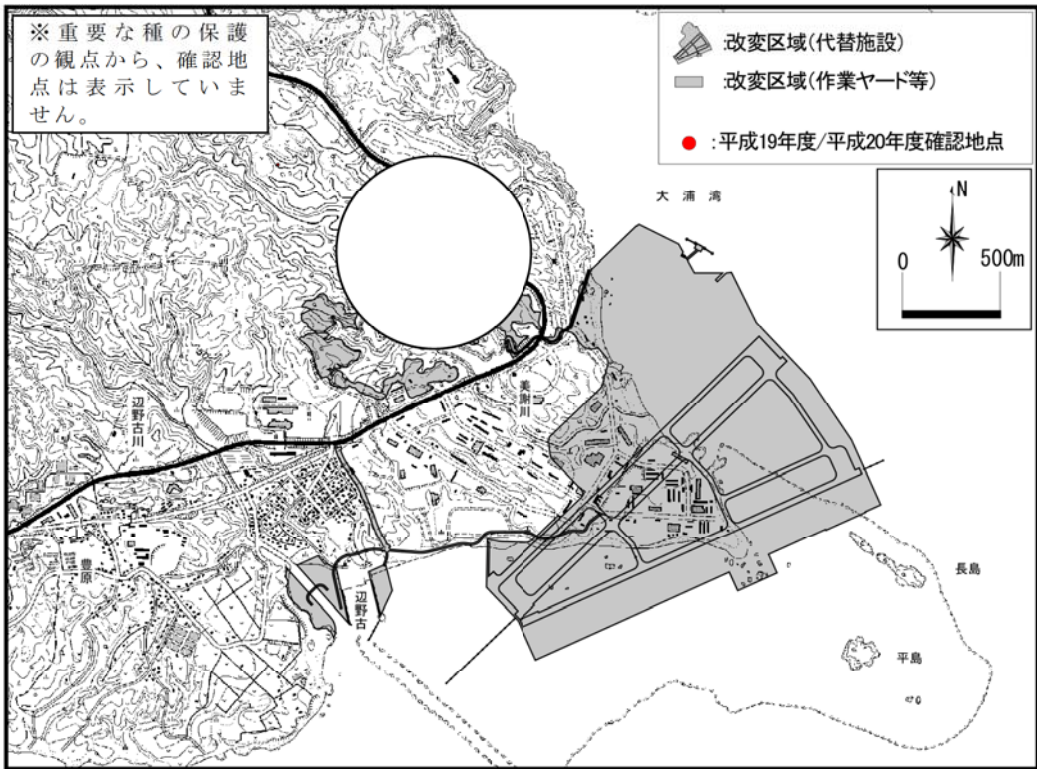 ※重要な種の保護
の観点から、確認地
点は表示していま
せん。
:改変区域(代替施設)
:改変区域(作業ヤード等)
:平成19年度/平成20年度確認地点
大浦湾
N
0 500m
美謝川
辺野古川
豊原
辺野古
長島
平島